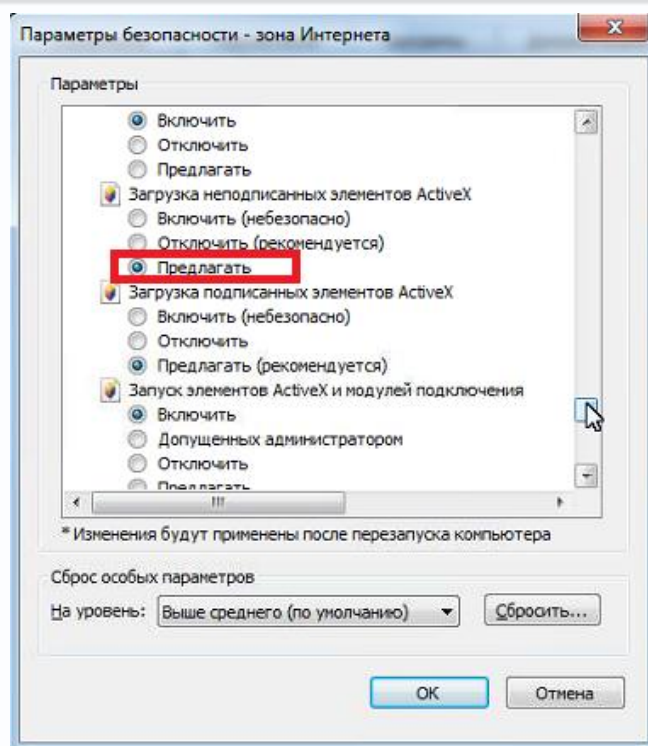 Параметры безопасности - зона Интернета
Параметры
Включить
Отключить
Предлагать
Загрузка неподписанных элементов ActiveX
Включить (небезопасно)
Отключить (рекомендуется)
Предлагать
Загрузка подписанных элементов ActiveX
Включить (небезопасно)
Отключить
Предлагать (рекомендуется)
Запуск элементов ActiveX и модулей подключения
Включить
Допущенных администратором
Отключить
Предлагать
*Изменения будут применены после перезапуска компьютера
Сброс особых параметров
На уровень: Выше среднего (по умолчанию) Сбросить...
ОК Отмена